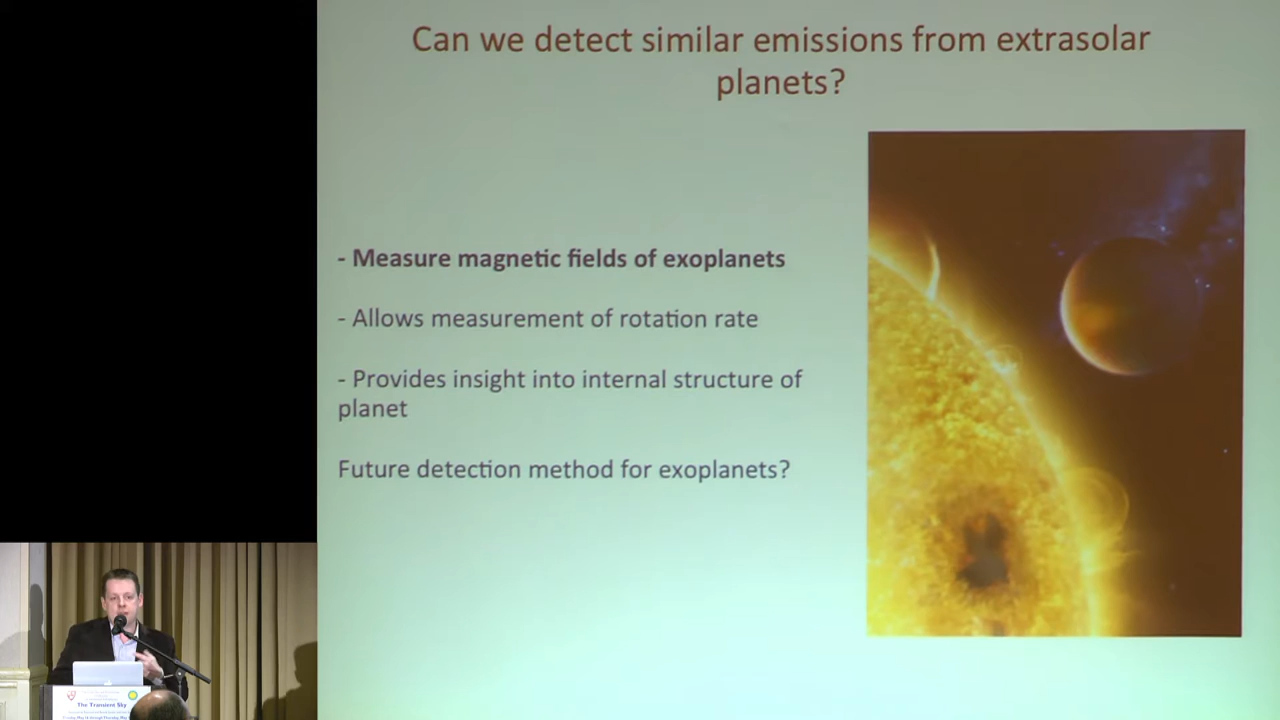 Can we detect similar emissions from extrasolar
planets?
- Measure magnetic fields of exoplanets
- Allows measurement of rotation rate
- Provides insight into internal structure of
planet
Future detection method for exoplanets?
The Transient Sky